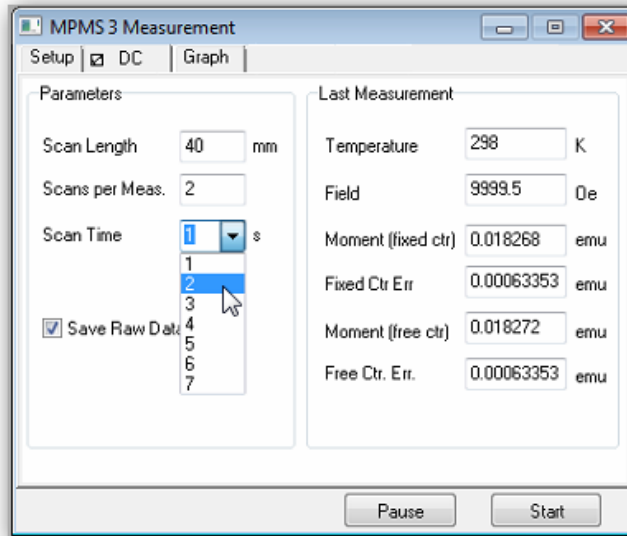 MPMS 3 Measurement
Setup DC Graph
Parameters
Scan Length 40 mm
Scans per Meas. 2
Scan Time 1 s
1
2
3
4
5
6
7
Save Raw Data
Last Measurement
Temperature 298 K
Field 9999.5 Oe
Moment (fixed ctr) 0.018268 emu
Fixed Ctr Err 0.00063353 emu
Moment (free ctr) 0.018272 emu
Free Ctr. Err. 0.00063353 emu
Pause Start